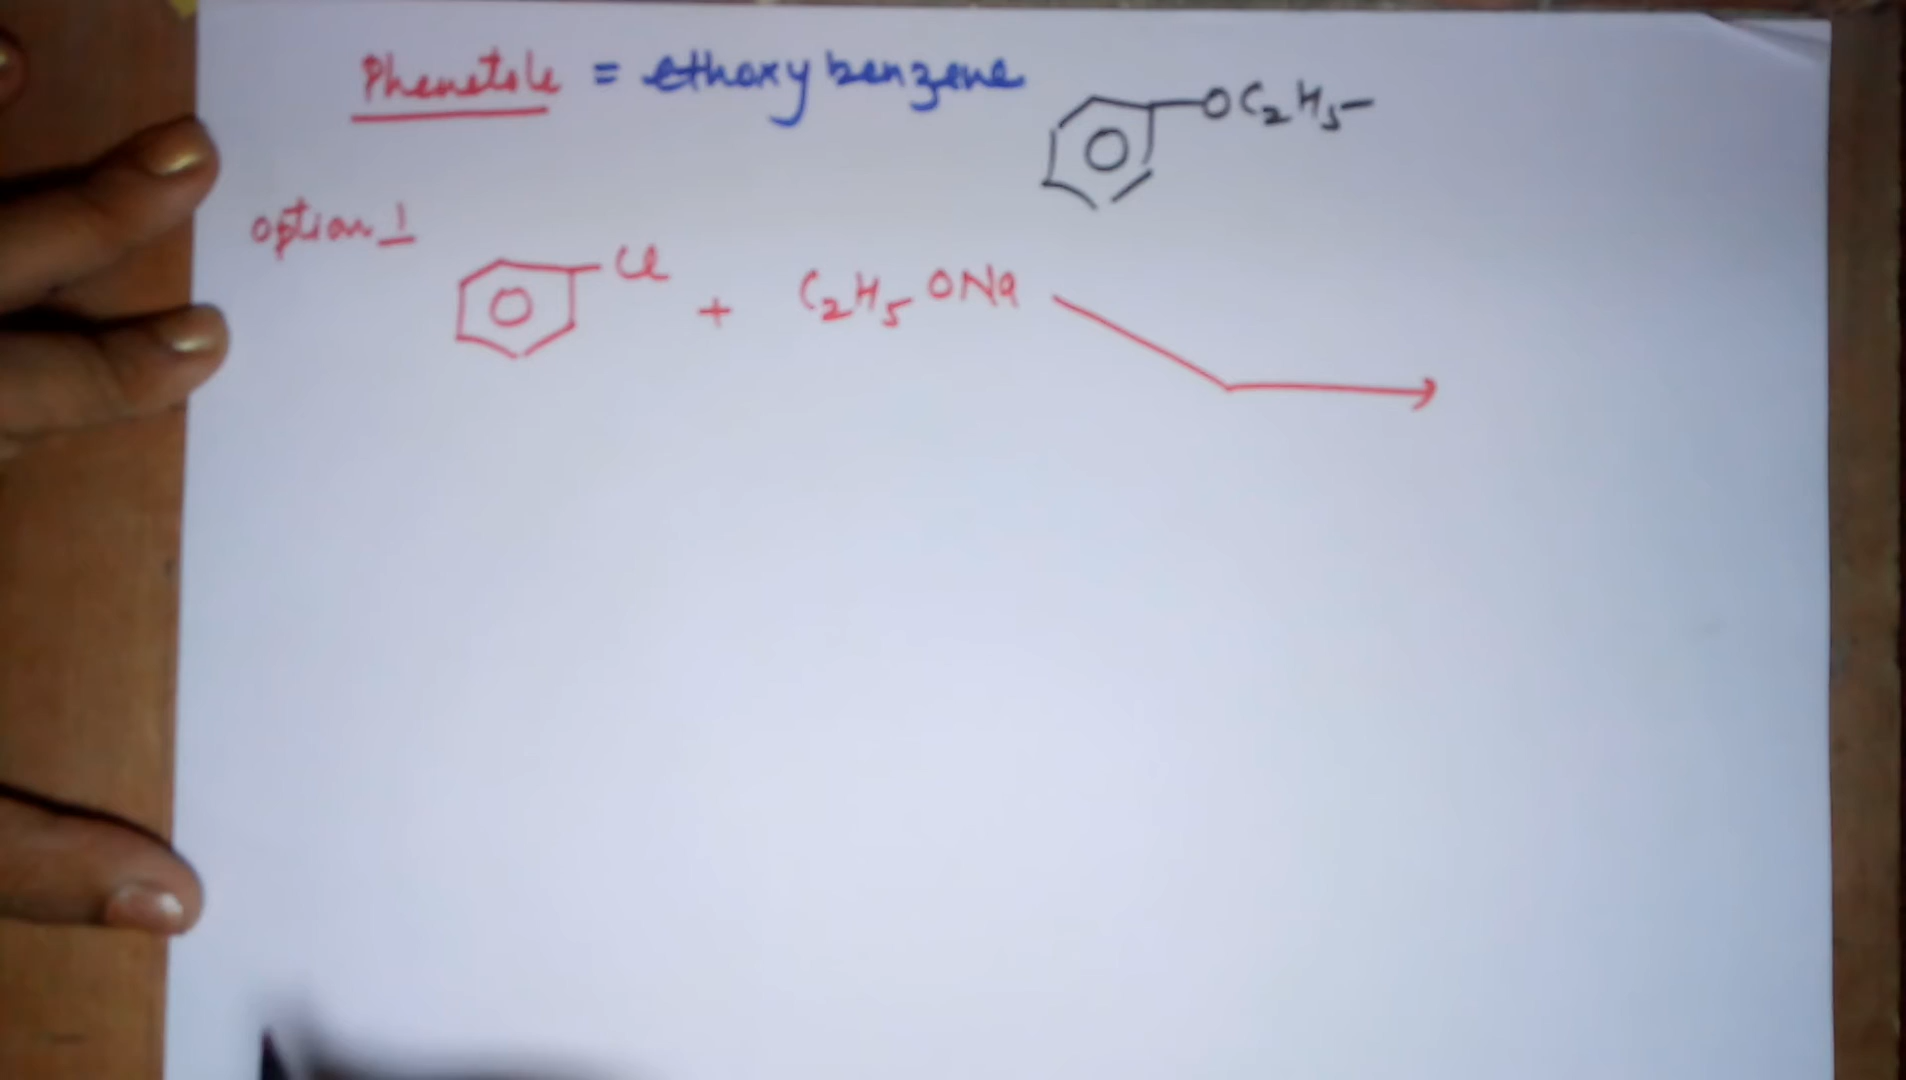 Phenetole = ethoxy benzene
OC2H5
option 1
Cl + C2H5ONa